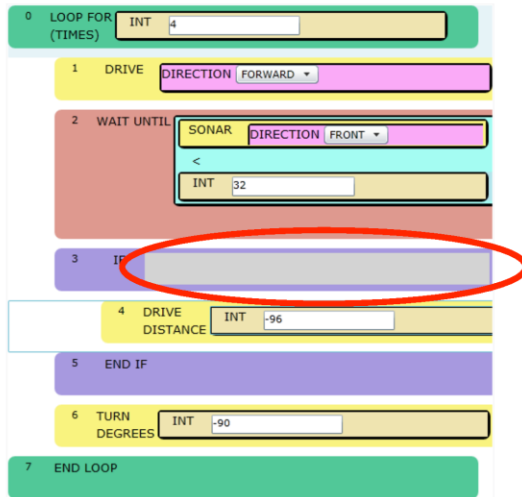 0 LOOP FOR INT 4
(TIMES)
1 DRIVE DIRECTION FORWARD
2 WAIT UNTIL SONAR DIRECTION FRONT
<
INT 32
3 IF
4 DRIVE INT -96
DISTANCE
5 END IF
6 TURN INT -90
DEGREES
7 END LOOP